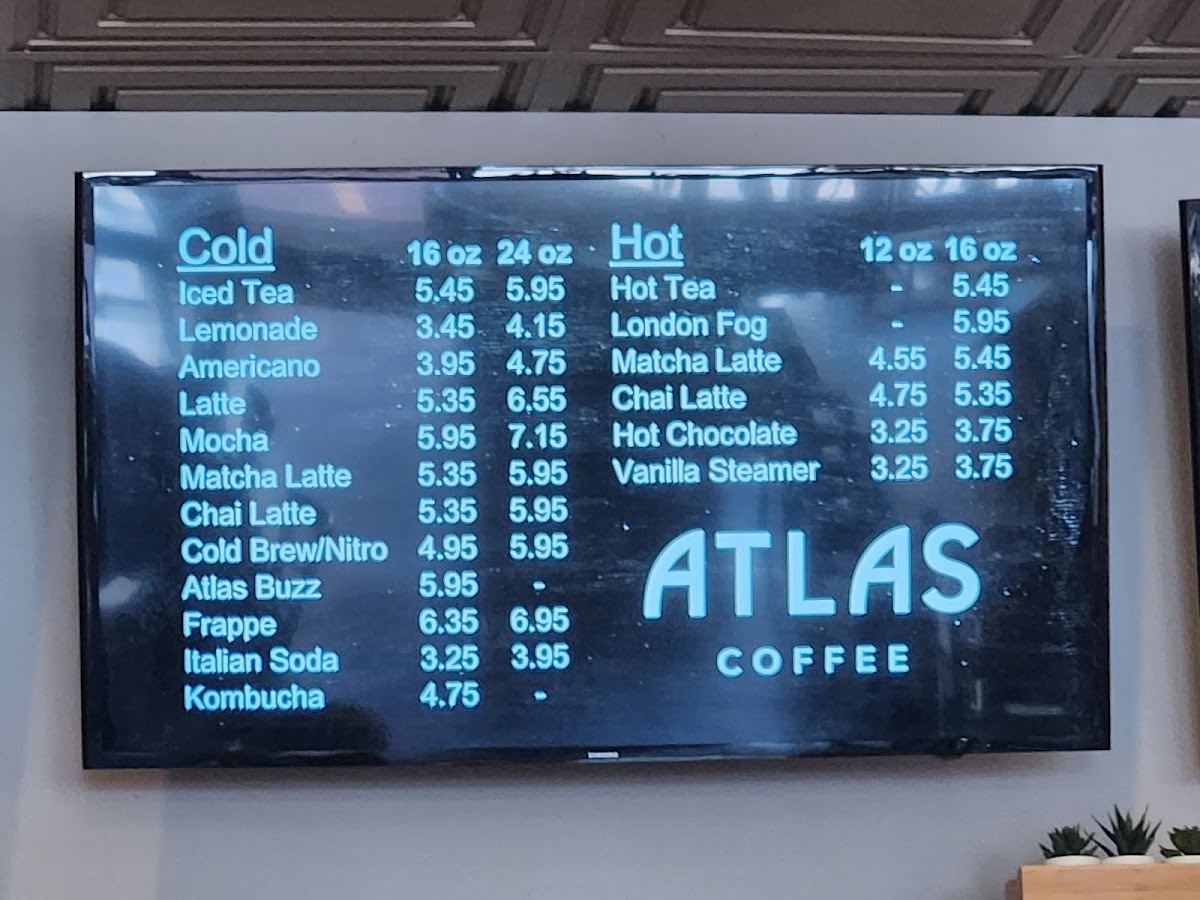 Cold 16 oz 24 oz
Iced Tea 5.45 5.95
Lemonade 3.45 4.15
Americano 3.95 4.75
Latte 5.35 6.55
Mocha 5.95 7.15
Matcha Latte 5.35 5.95
Chai Latte 5.35 5.95
Cold Brew/Nitro 4.95 5.95
Atlas Buzz 5.95 -
Frappe 6.35 6.95
Italian Soda 3.25 3.95
Kombucha 4.75 -
Hot 12 oz 16 oz
Hot Tea - 5.45
London Fog - 5.95
Matcha Latte 4.55 5.45
Chai Latte 4.75 5.35
Hot Chocolate 3.25 3.75
Vanilla Steamer 3.25 3.75
ATLAS
COFFEE
SAMSUNG